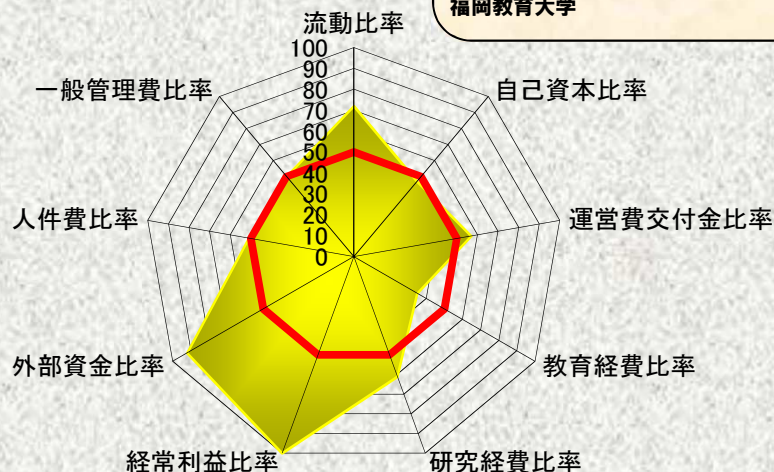 福岡教育大学
流動比率
自己資本比率
運営費交付金比率
教育経費比率
研究経費比率
経常利益比率
外部資金比率
人件費比率
一般管理費比率
100
90
80
70
60
50
40
30
20
10
0